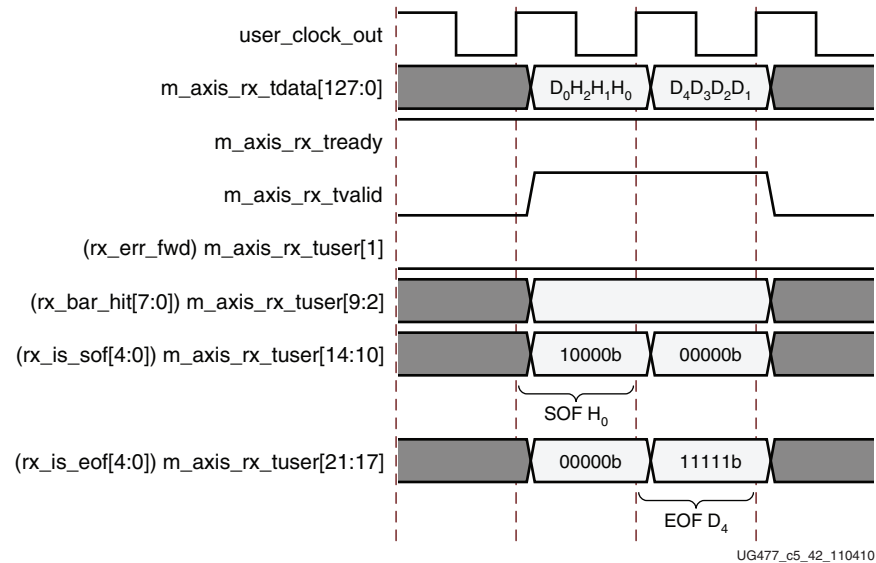 user_clock_out
m_axis_rx_tdata[127:0] D₀H₂H₁H₀ D₄D₃D₂D₁
m_axis_rx_tready
m_axis_rx_tvalid
(rx_err_fwd) m_axis_rx_tuser[1]
(rx_bar_hit[7:0]) m_axis_rx_tuser[9:2]
(rx_is_sof[4:0]) m_axis_rx_tuser[14:10] 10000b 00000b
SOF H₀
(rx_is_eof[4:0]) m_axis_rx_tuser[21:17] 00000b 11111b
EOF D₄
UG477_c5_42_110410